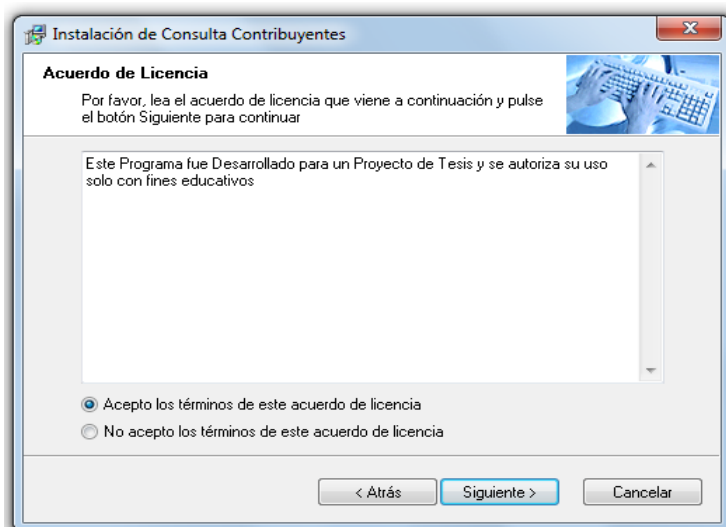 Instalación de Consulta Contribuyentes
Acuerdo de Licencia
Por favor, lea el acuerdo de licencia que viene a continuación y pulse
el botón Siguiente para continuar
Este Programa fue Desarrollado para un Proyecto de Tesis y se autoriza su uso
solo con fines educativos
Acepto los términos de este acuerdo de licencia
No acepto los términos de este acuerdo de licencia
< Atrás
Siguiente >
Cancelar